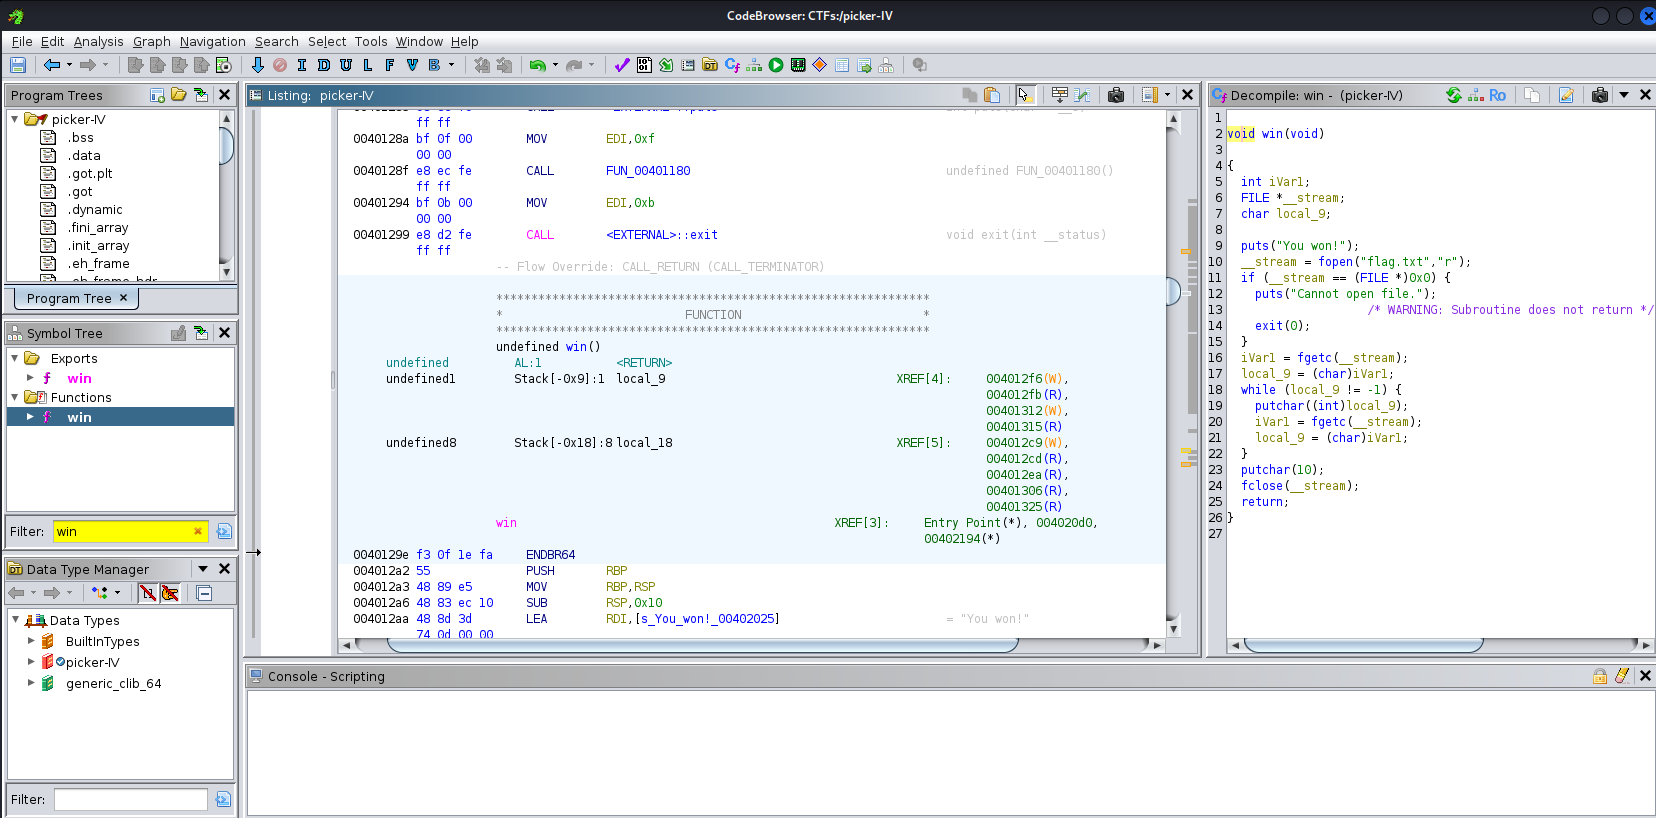 CodeBrowser: CTFs:/picker-IV
File Edit Analysis Graph Navigation Search Select Tools Window Help
I D U L F V B
Program Trees
picker-IV
.bss
.data
.got.plt
.got
.dynamic
.fini_array
.init_array
.eh_frame
.eh_frame_hdr
Program Tree ×
Symbol Tree
Exports
f win
Functions
f win
Filter: win
Data Type Manager
Data Types
BuiltInTypes
picker-IV
generic_clib_64
Filter:
Listing: picker-IV
ff ff
0040128a bf 0f 00 MOV EDI,0xf
00 00
0040128f e8 ec fe CALL FUN_00401180 undefined FUN_00401180()
ff ff
00401294 bf 0b 00 MOV EDI,0xb
00 00
00401299 e8 d2 fe CALL <EXTERNAL>::exit void exit(int __status)
ff ff
-- Flow Override: CALL_RETURN (CALL_TERMINATOR)
**************************************************************
* FUNCTION *
**************************************************************
undefined win()
undefined AL:1 <RETURN>
undefined1 Stack[-0x9]:1 local_9 XREF[4]: 004012f6(W),
004012fb(R),
00401312(W),
00401315(R)
undefined8 Stack[-0x18]:8 local_18 XREF[5]: 004012c9(W),
004012cd(R),
004012ea(R),
00401306(R),
00401325(R)
win XREF[3]: Entry Point(*), 004020d0,
00402194(*)
0040129e f3 0f 1e fa ENDBR64
004012a2 55 PUSH RBP
004012a3 48 89 e5 MOV RBP,RSP
004012a6 48 83 ec 10 SUB RSP,0x10
004012aa 48 8d 3d LEA RDI,[s_You_won!_00402025] = "You won!"
74 0d 00 00
Decompile: win - (picker-IV)
Ro
1
2 void win(void)
3
4 {
5 int iVar1;
6 FILE *__stream;
7 char local_9;
8
9 puts("You won!");
10 __stream = fopen("flag.txt","r");
11 if (__stream == (FILE *)0x0) {
12 puts("Cannot open file.");
13 /* WARNING: Subroutine does not return */
14 exit(0);
15 }
16 iVar1 = fgetc(__stream);
17 local_9 = (char)iVar1;
18 while (local_9 != -1) {
19 putchar((int)local_9);
20 iVar1 = fgetc(__stream);
21 local_9 = (char)iVar1;
22 }
23 putchar(10);
24 fclose(__stream);
25 return;
26 }
27
Console - Scripting